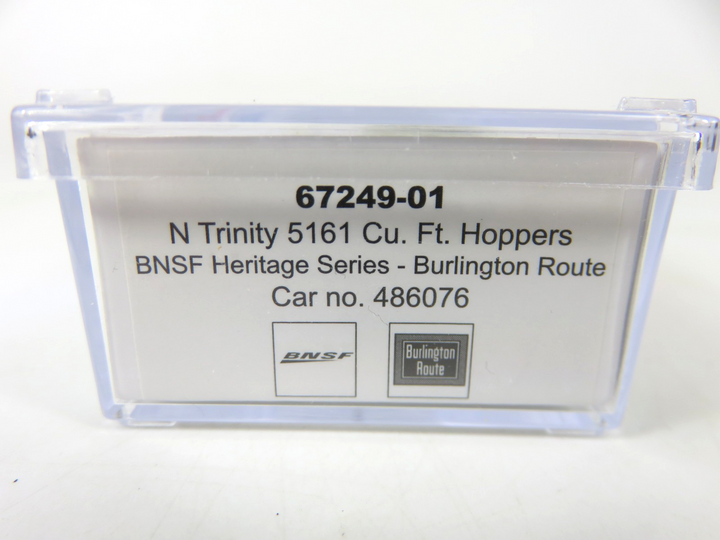 67249-01
N Trinity 5161 Cu. Ft. Hoppers
BNSF Heritage Series - Burlington Route
Car no. 486076
BNSF
Burlington
Route